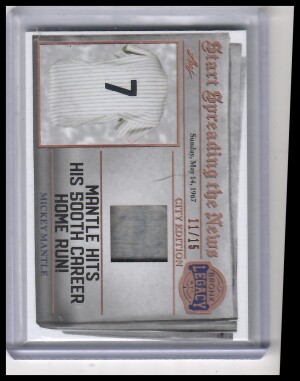 Leaf
Start Spreading the News
Sunday, May 14, 1967
CITY EDITION
11/15
7
MANTLE HITS
HIS 500TH CAREER
HOME RUN!
MICKEY MANTLE
LEGACY